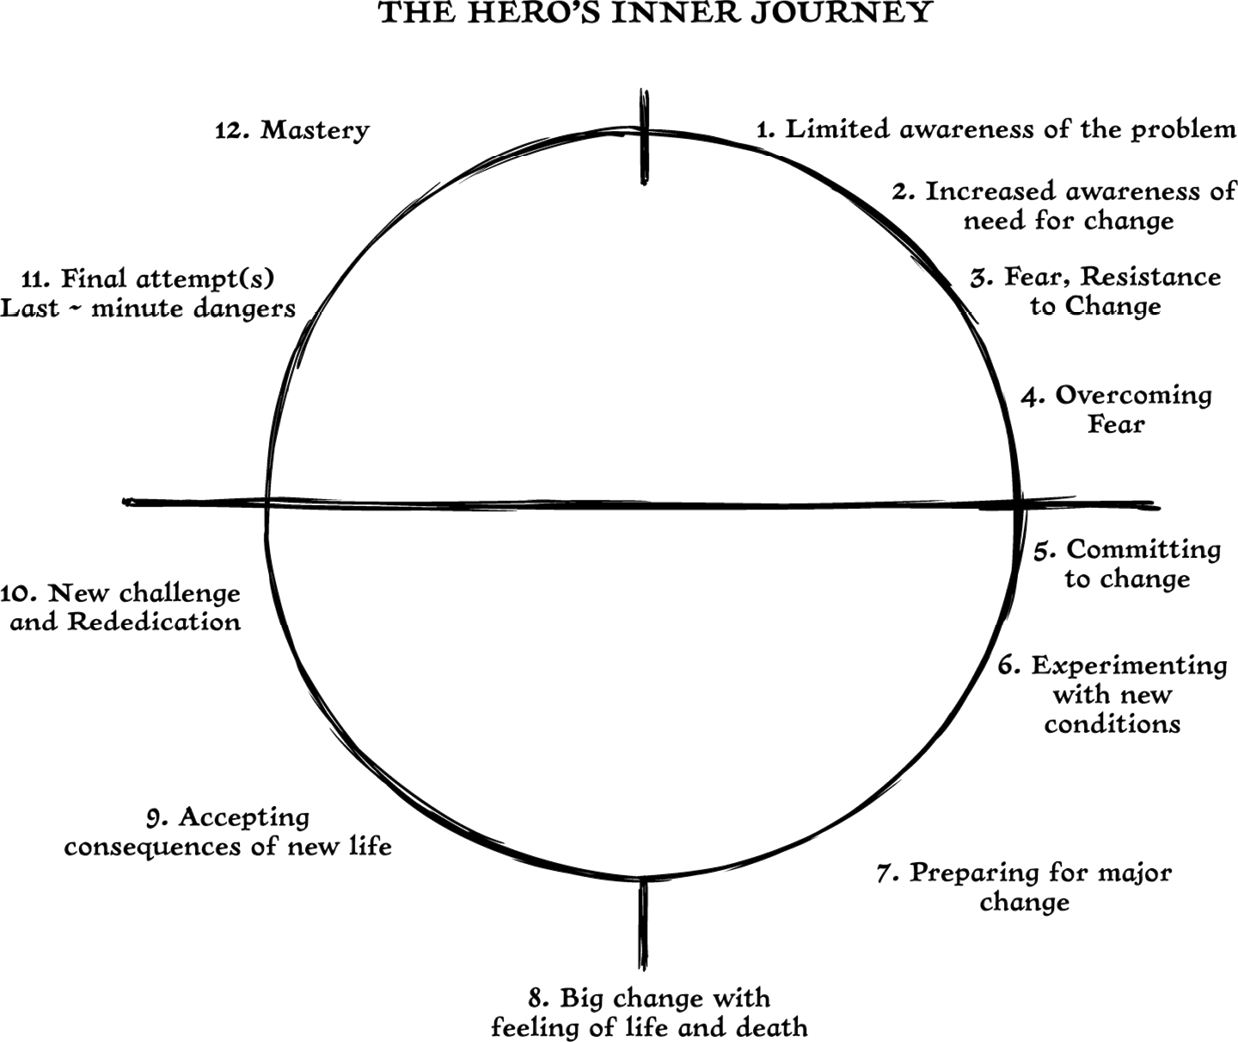 THE HERO'S INNER JOURNEY
1. Limited awareness of the problem
2. Increased awareness of
need for change
3. Fear, Resistance
to Change
4. Overcoming
Fear
5. Committing
to change
6. Experimenting
with new
conditions
7. Preparing for major
change
8. Big change with
feeling of life and death
9. Accepting
consequences of new life
10. New challenge
and Rededication
11. Final attempt(s)
Last ~ minute dangers
12. Mastery